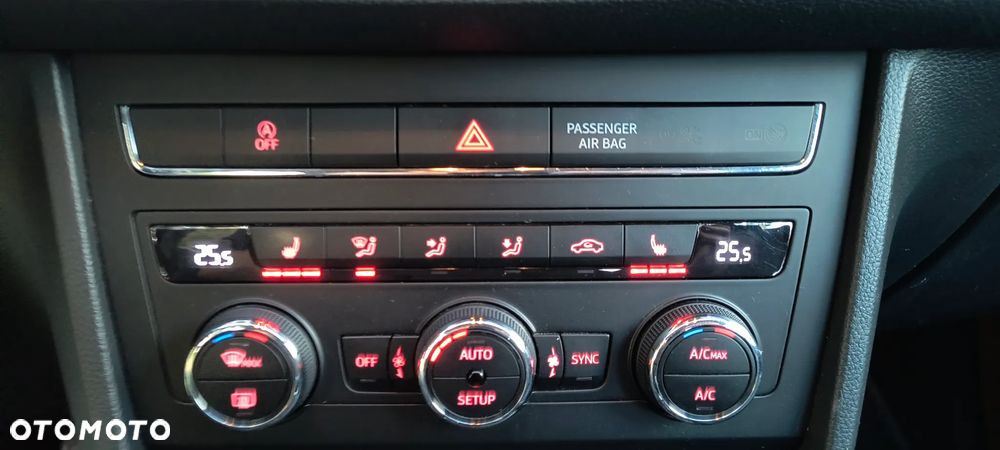 A
OFF
PASSENGER
AIR BAG
25,5
25,5
MAX
OFF
AUTO
SETUP
SYNC
A/C MAX
A/C
OTOMOTO